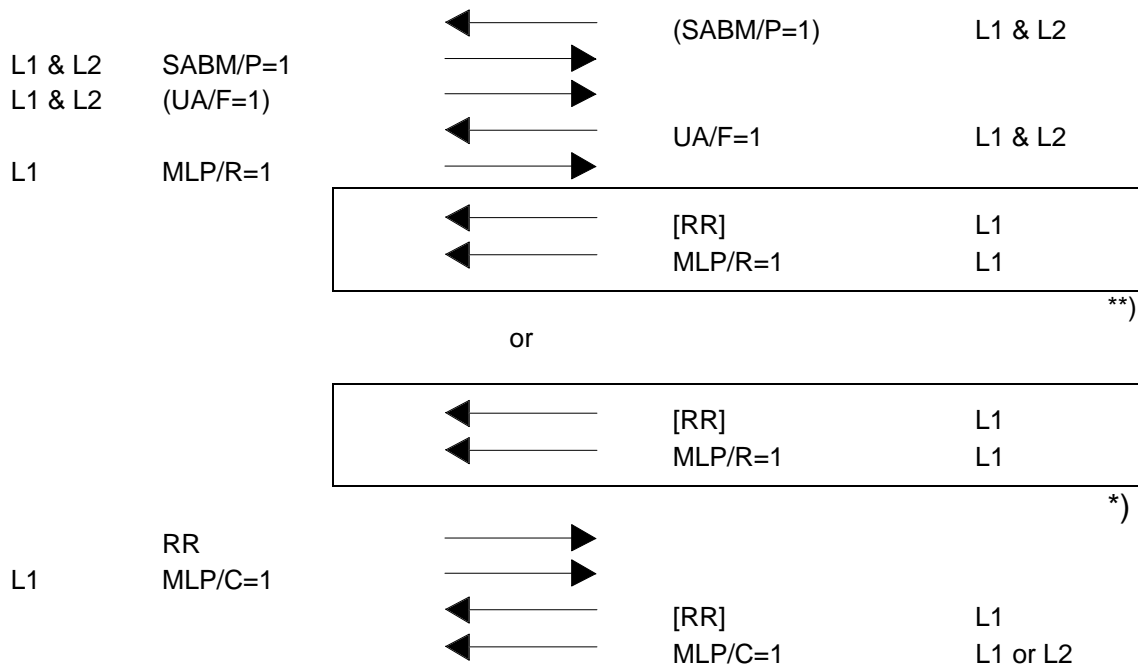 (SABM/P=1) L1 & L2
L1 & L2 SABM/P=1
L1 & L2 (UA/F=1)
UA/F=1 L1 & L2
L1 MLP/R=1
[RR] L1
MLP/R=1 L1
**)
or
[RR] L1
MLP/R=1 L1
*)
RR
L1 MLP/C=1
[RR] L1
MLP/C=1 L1 or L2